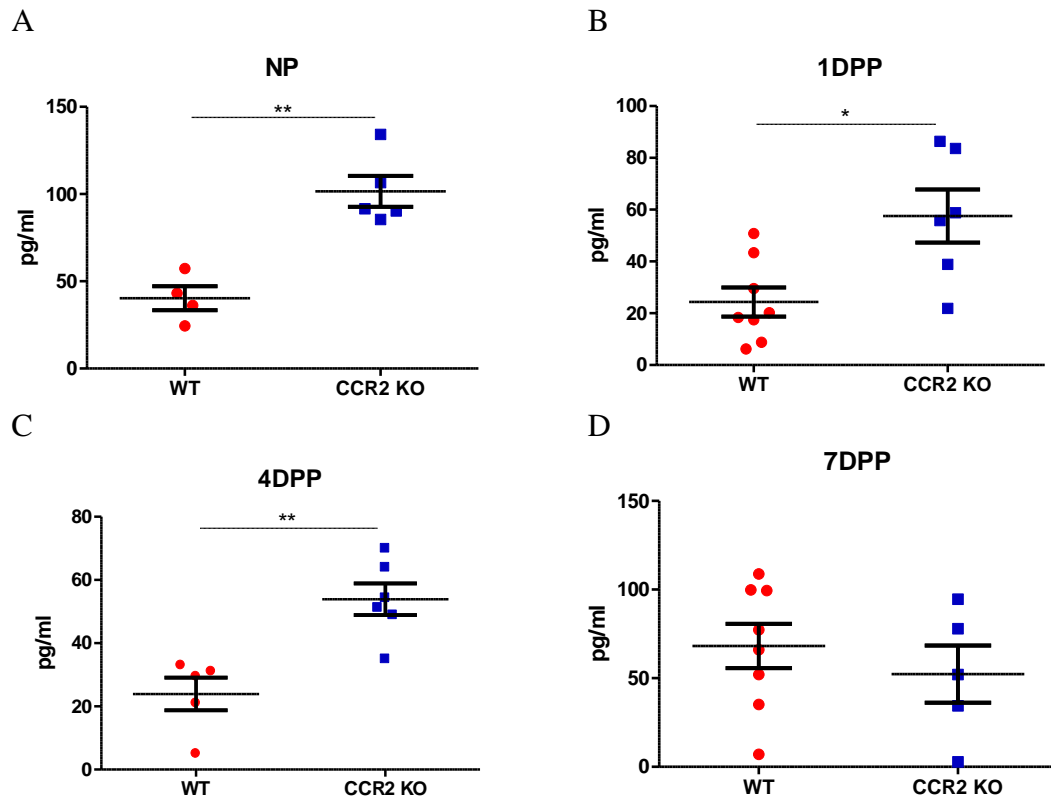 A
NP
**
150
100
50
0
pg/ml
WT
CCR2 KO
B
1DPP
*
100
80
60
40
20
0
pg/ml
WT
CCR2 KO
C
4DPP
**
80
60
40
20
0
pg/ml
WT
CCR2 KO
D
7DPP
150
100
50
0
pg/ml
WT
CCR2 KO